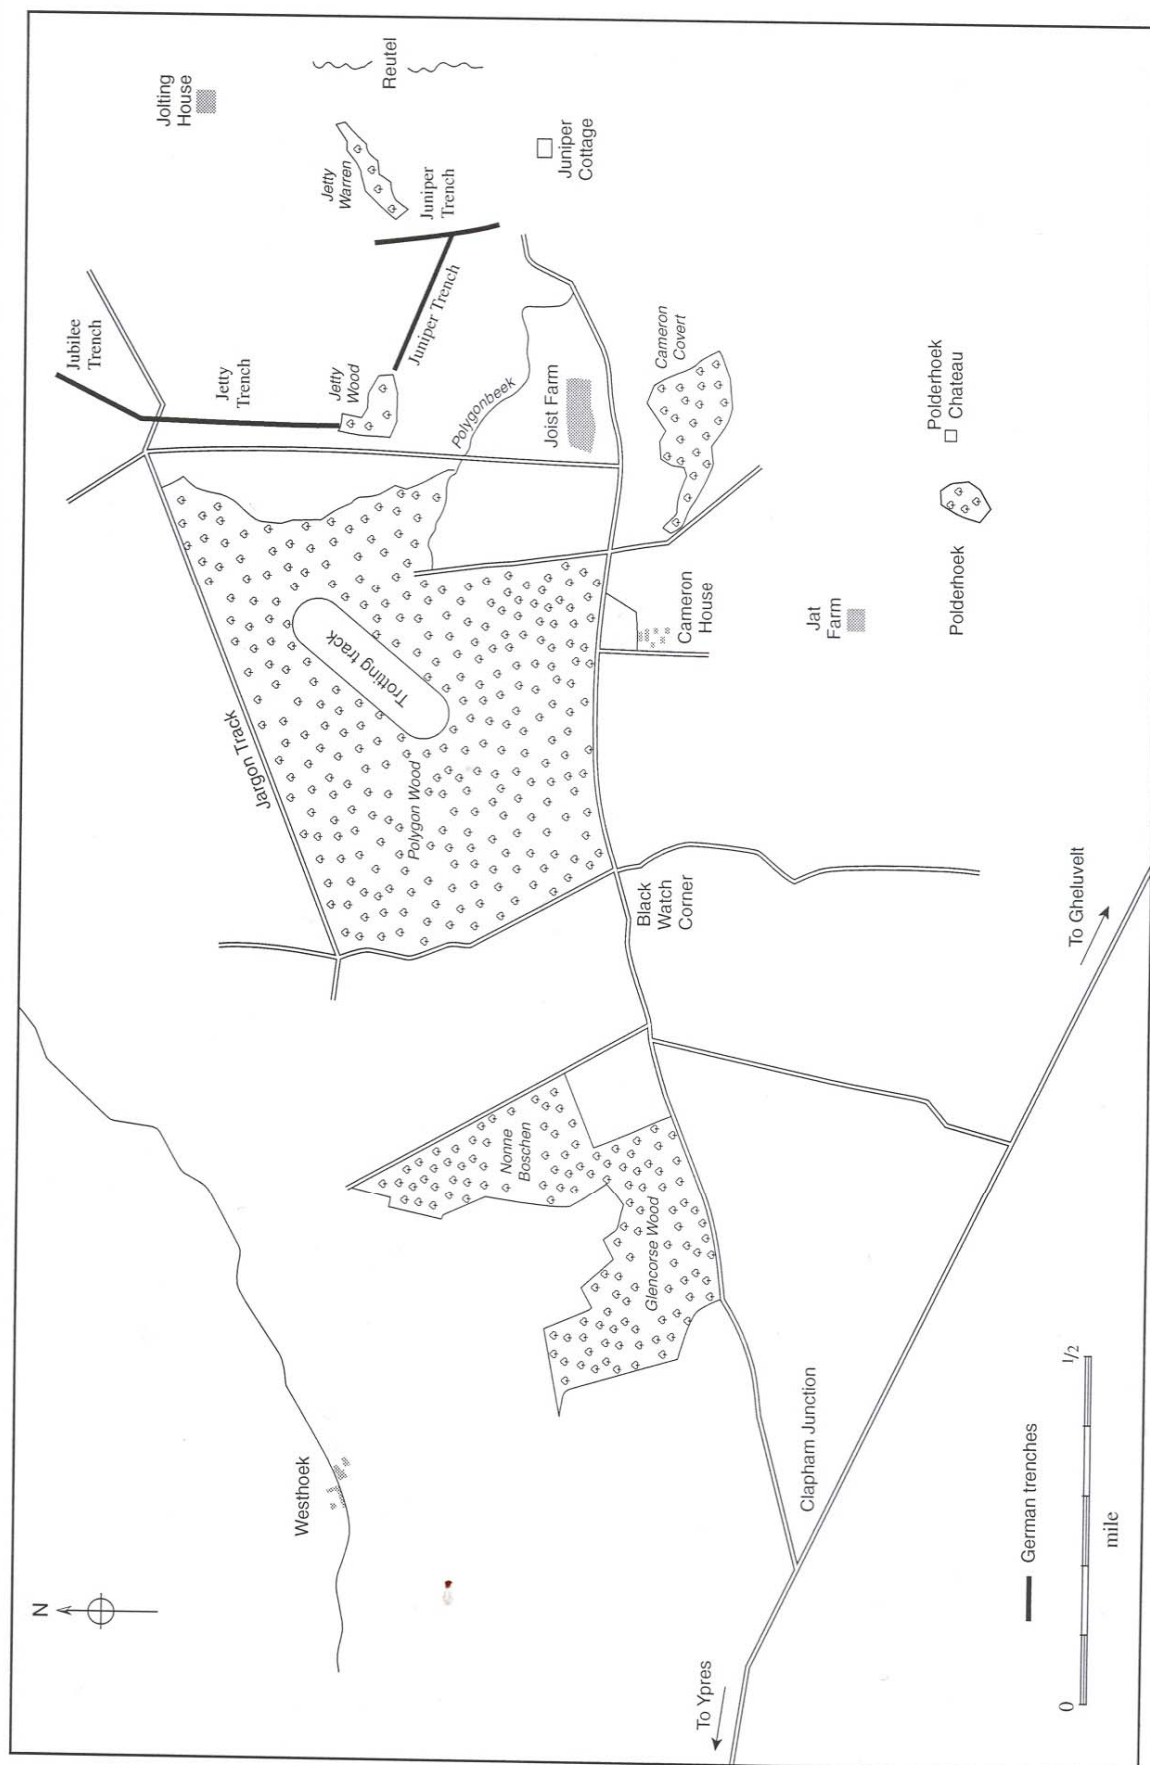 N
Jubilee
Trench
Jolting
House
Jetty
Trench
Jargon Track
Westhoek
Jetty
Wood
Jetty
Warren
Reutel
Trotting track
Juniper
Trench
Juniper Trench
Polygon Wood
Polygonbeek
Nonne
Boschen
Joist Farm
Juniper
Cottage
Glencorse Wood
Black
Watch
Corner
Cameron
House
Cameron
Covert
To Ypres
Clapham Junction
Jat
Farm
Polderhoek
Chateau
Polderhoek
To Gheluvelt
German trenches
0
1/2
mile